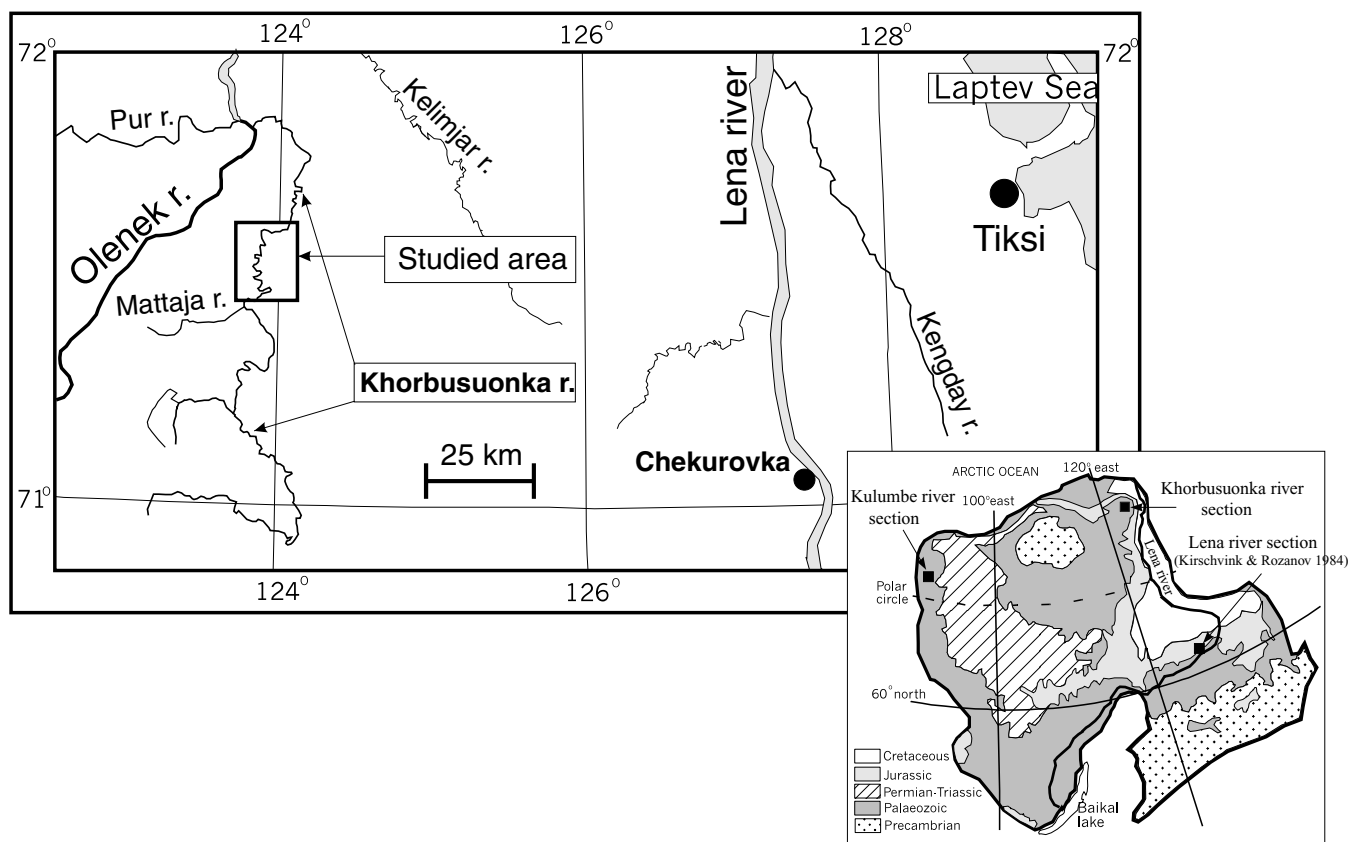 124°
126°
128°
72°
72°
Laptev Sea
Pur r.
Kelimjar r.
Lena river
Olenek r.
Tiksi
Studied area
Mattaja r.
Kengday r.
Khorbusuonka r.
25 km
Chekurovka
71°
124°
126°
ARCTIC OCEAN
120° east
100° east
Kulumbe river
section
Khorbusuonka river
section
Lena river section
(Kirschvink & Rozanov 1984)
Lena river
Polar
circle
60° north
Cretaceous
Jurassic
Permian-Triassic
Palaeozoic
Precambrian
Baikal
lake